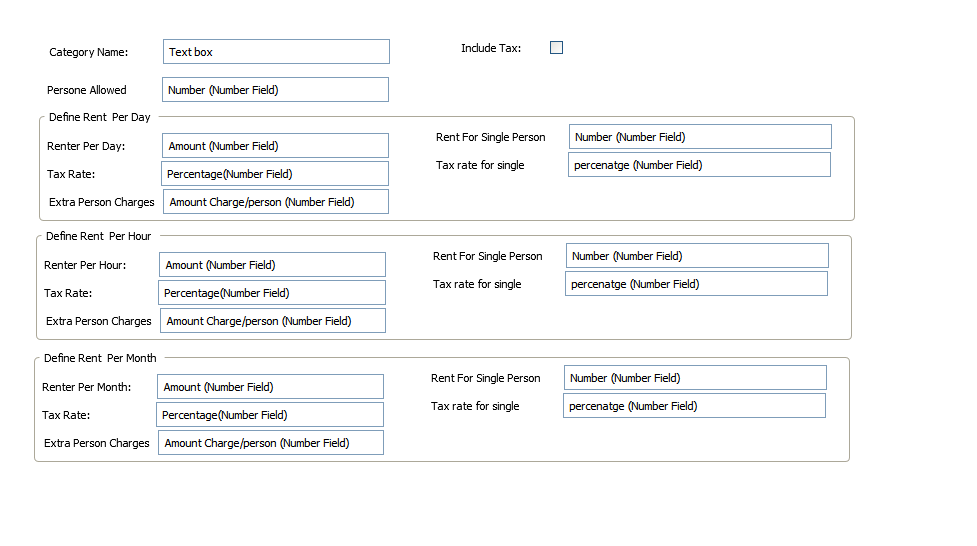 Category Name: Text box Include Tax:
Persone Allowed Number (Number Field)
Define Rent Per Day
Renter Per Day: Amount (Number Field) Rent For Single Person Number (Number Field)
Tax Rate: Percentage(Number Field) Tax rate for single percenatge (Number Field)
Extra Person Charges Amount Charge/person (Number Field)
Define Rent Per Hour
Renter Per Hour: Amount (Number Field) Rent For Single Person Number (Number Field)
Tax Rate: Percentage(Number Field) Tax rate for single percenatge (Number Field)
Extra Person Charges Amount Charge/person (Number Field)
Define Rent Per Month
Renter Per Month: Amount (Number Field) Rent For Single Person Number (Number Field)
Tax Rate: Percentage(Number Field) Tax rate for single percenatge (Number Field)
Extra Person Charges Amount Charge/person (Number Field)